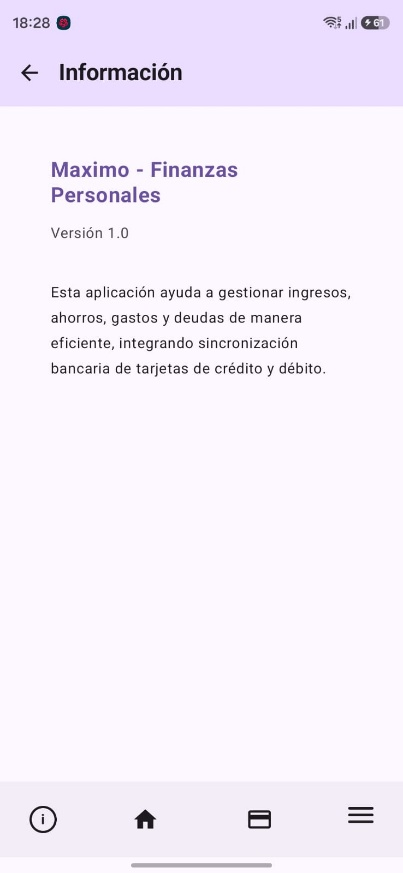 18:28
61
Información
Maximo - Finanzas
Personales
Versión 1.0
Esta aplicación ayuda a gestionar ingresos,
ahorros, gastos y deudas de manera
eficiente, integrando sincronización
bancaria de tarjetas de crédito y débito.